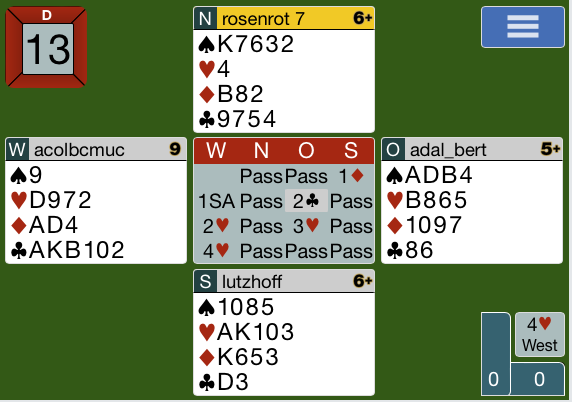 D
13
N rosenrot 7 6+
♠K7632
♥4
♦B82
♣9754
W acolbcmuc 9
♠9
♥D972
♦AD4
♣AKB102
W N O S
Pass Pass 1♦
1SA Pass 2♣ Pass
2♥ Pass 3♥ Pass
4♥ Pass Pass Pass
O adal_bert 5+
♠ADB4
♥B865
♦1097
♣86
S lutzhoff 6+
♠1085
♥AK103
♦K653
♣D3
4♥
West
0 0